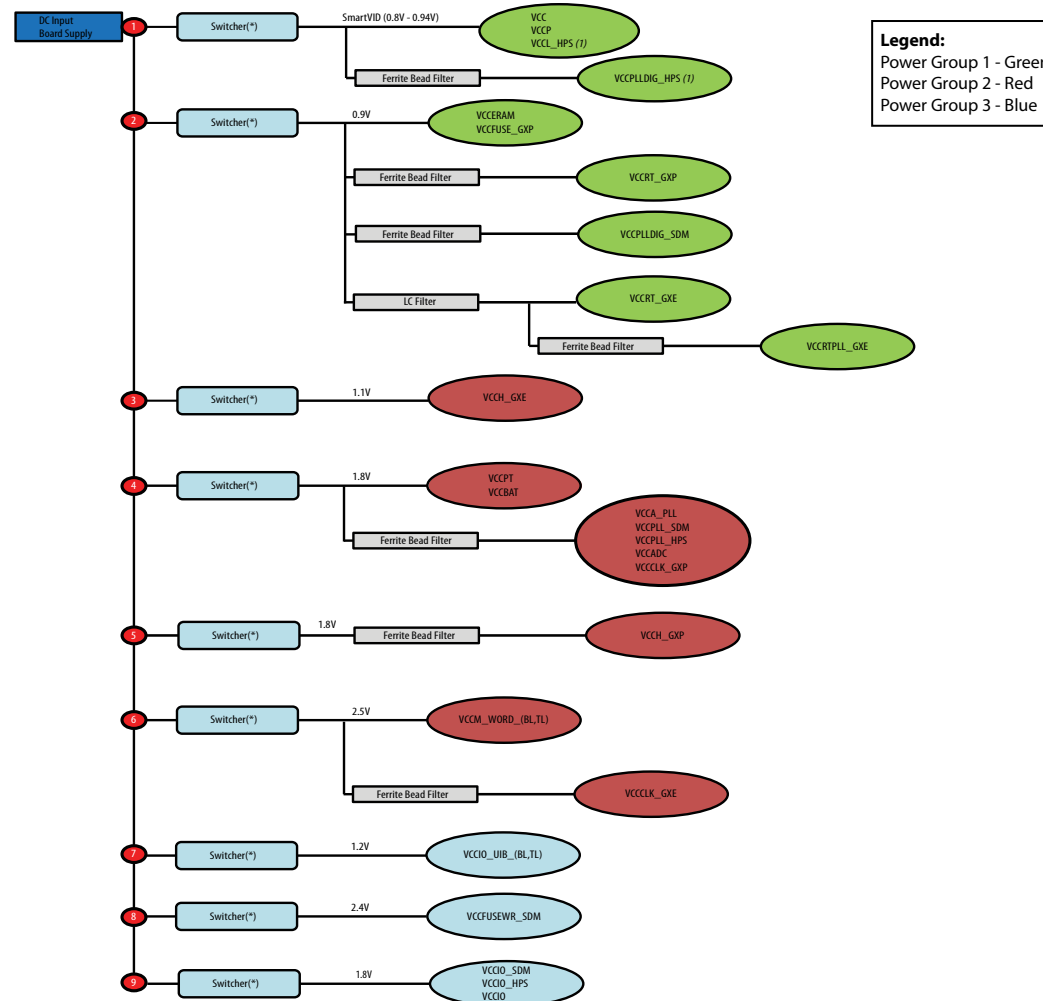 DC Input
Board Supply
1
Switcher(*)
SmartVID (0.8V - 0.94V)
VCC
VCCP
VCCL_HPS (1)
Ferrite Bead Filter
VCCPLLDIG_HPS (1)
Legend:
Power Group 1 - Green
Power Group 2 - Red
Power Group 3 - Blue
2
Switcher(*)
0.9V
VCCERAM
VCCFUSE_GXP
Ferrite Bead Filter
VCCRT_GXP
Ferrite Bead Filter
VCCPLLDIG_SDM
LC Filter
VCCRT_GXE
Ferrite Bead Filter
VCCRTPLL_GXE
3
Switcher(*)
1.1V
VCCH_GXE
4
Switcher(*)
1.8V
VCCPT
VCCBAT
Ferrite Bead Filter
VCCA_PLL
VCCPLL_SDM
VCCPLL_HPS
VCCADC
VCCCLK_GXP
5
Switcher(*)
1.8V
Ferrite Bead Filter
VCCH_GXP
6
Switcher(*)
2.5V
VCCM_WORD_(BL,TL)
Ferrite Bead Filter
VCCCLK_GXE
7
Switcher(*)
1.2V
VCCIO_UIB_(BL,TL)
8
Switcher(*)
2.4V
VCCFUSEWR_SDM
9
Switcher(*)
1.8V
VCCIO_SDM
VCCIO_HPS
VCCIO